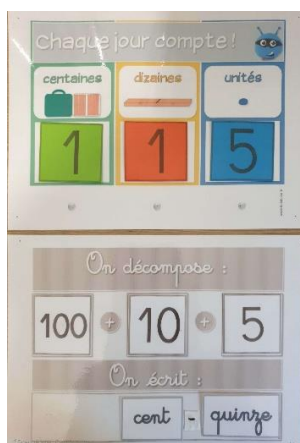 Chaque jour compte !
centaines dizaines unités
1 1 5
On décompose :
100 + 10 + 5
On écrit :
cent - quinze